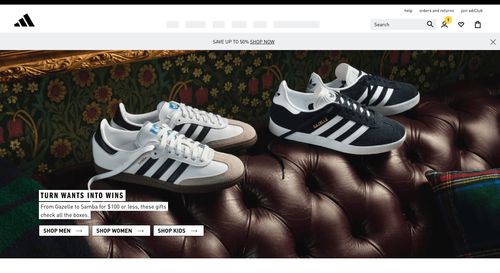 help orders and returns join adiClub
Search
1
SAVE UP TO 50% SHOP NOW
GAZELLE
TURN WANTS INTO WINS
From Gazelle to Samba for $100 or less, these gifts
check all the boxes.
SHOP MEN
SHOP WOMEN
SHOP KIDS